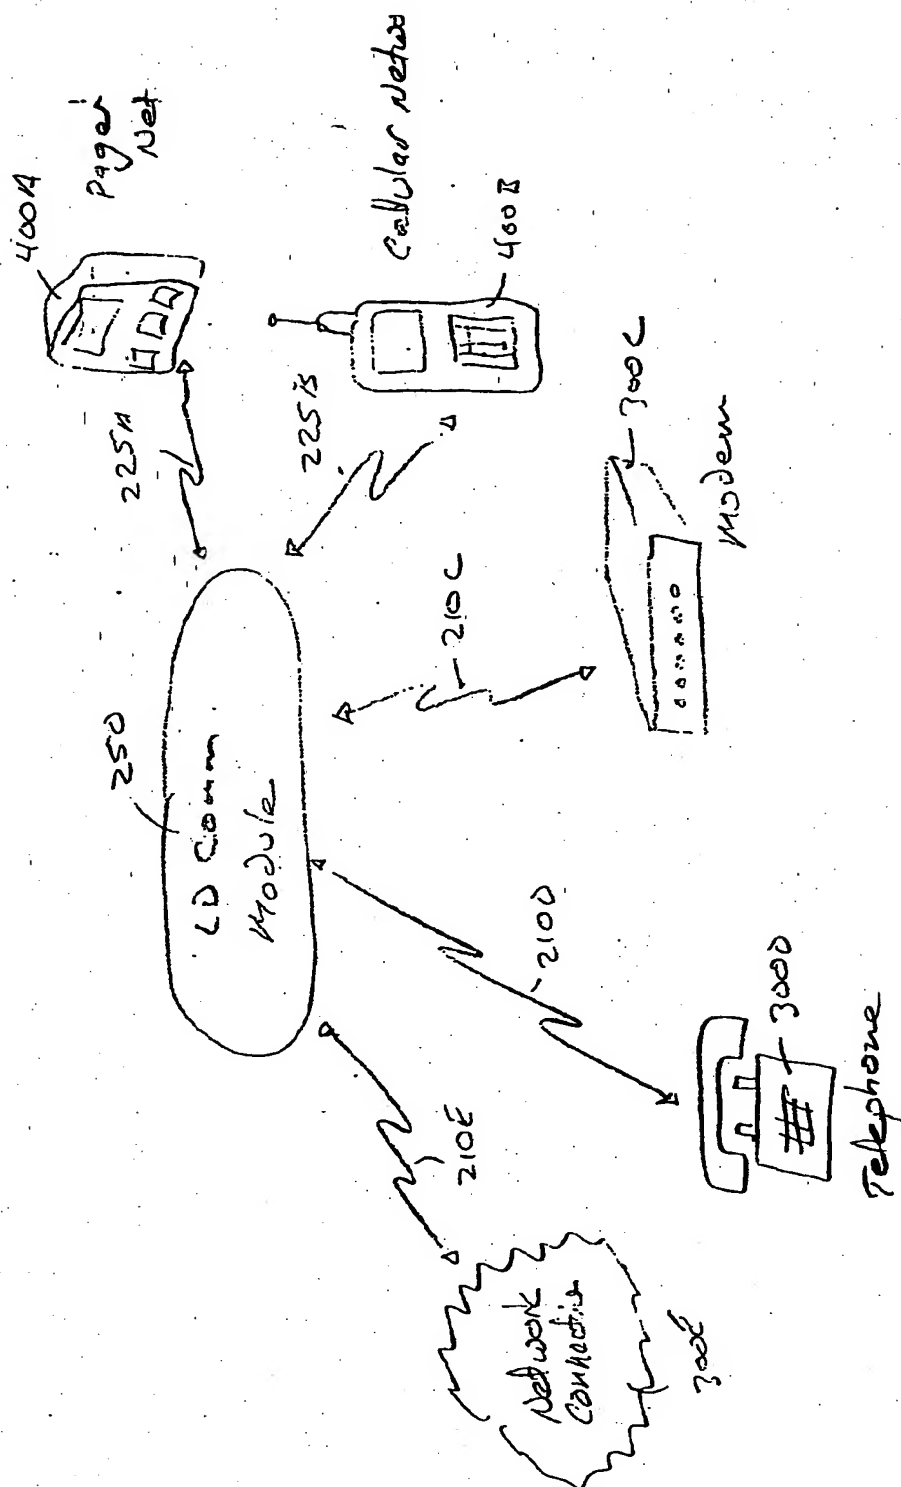 400A
Pager
Net
225A
Cellular Netwo
400B
225B
250
LD Comm
Module
210C
300C
Modem
210D
300D
Telephone
210E
Network
Connection
300E